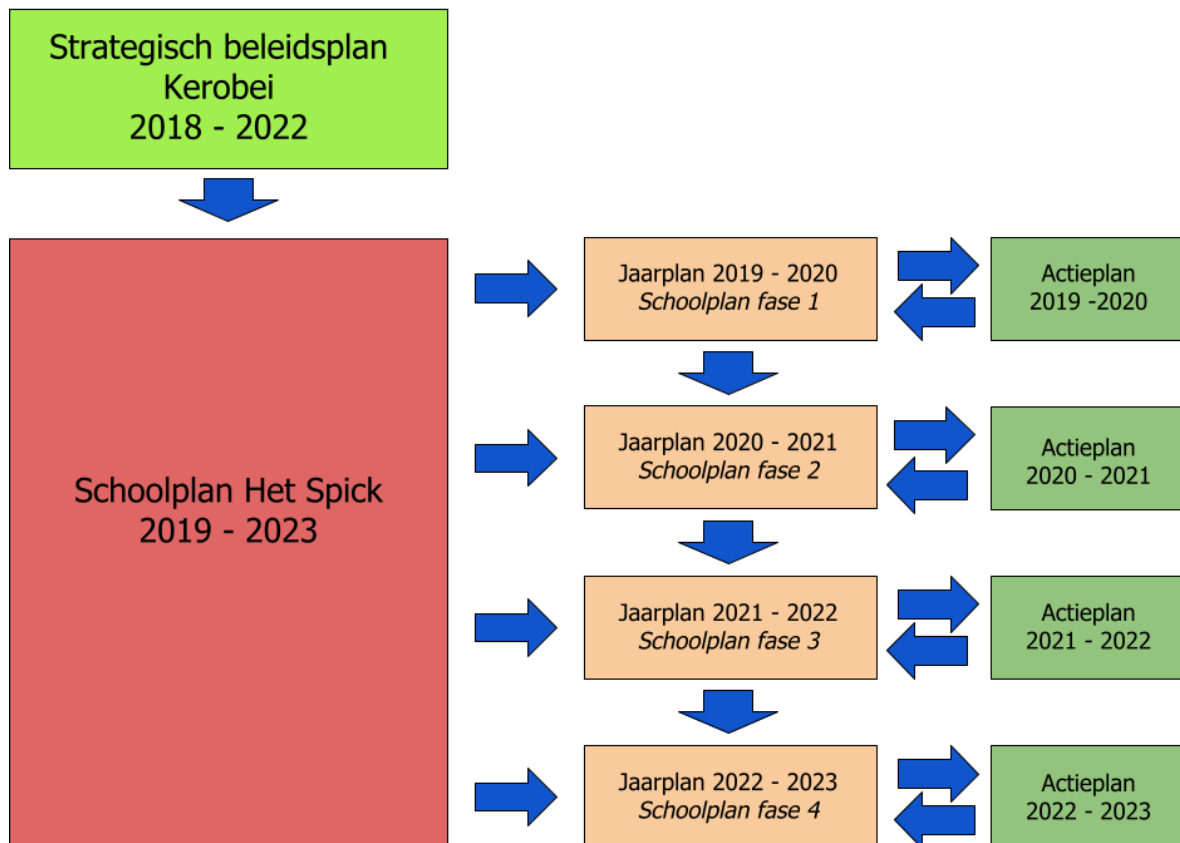 Strategisch beleidsplan
Kerobei
2018 - 2022
Schoolplan Het Spick
2019 - 2023
Jaarplan 2019 - 2020
Schoolplan fase 1
Actieplan
2019 -2020
Jaarplan 2020 - 2021
Schoolplan fase 2
Actieplan
2020 - 2021
Jaarplan 2021 - 2022
Schoolplan fase 3
Actieplan
2021 - 2022
Jaarplan 2022 - 2023
Schoolplan fase 4
Actieplan
2022 - 2023